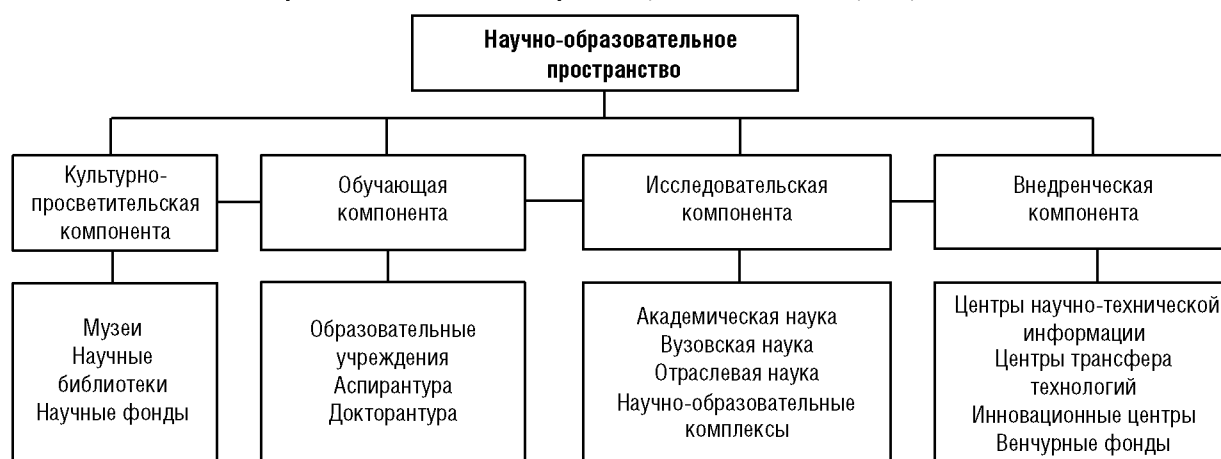 Научно-образовательное
пространство
Культурно-
просветительская
компонента
Обучающая
компонента
Исследовательская
компонента
Внедренческая
компонента
Музеи
Научные
библиотеки
Научные фонды
Образовательные
учреждения
Аспирантура
Докторантура
Академическая наука
Вузовская наука
Отраслевая наука
Научно-образовательные
комплексы
Центры научно-технической
информации
Центры трансфера
технологий
Инновационные центры
Венчурные фонды